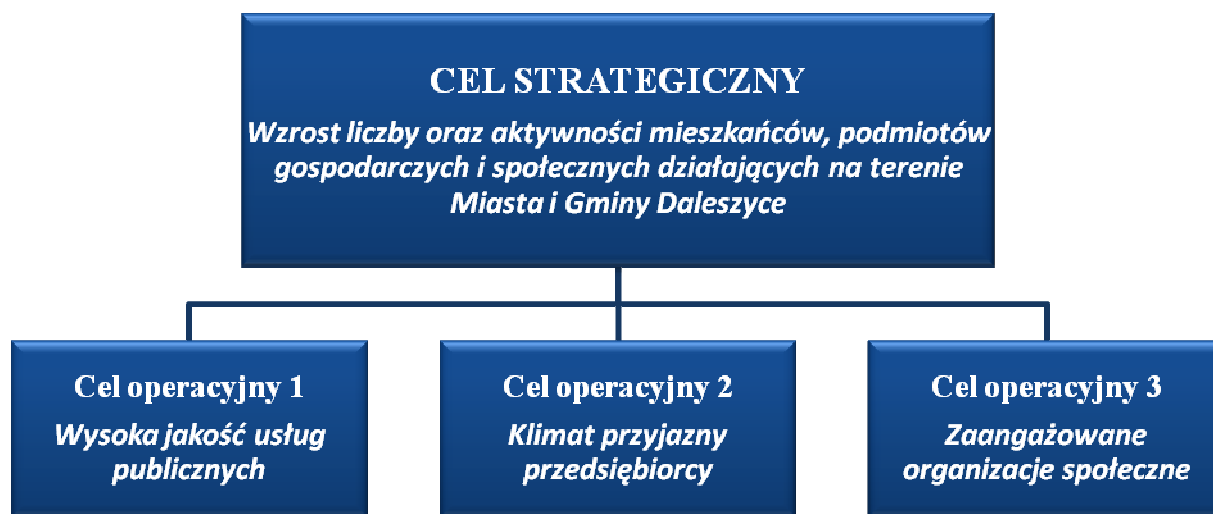 CEL STRATEGICZNY
Wzrost liczby oraz aktywności mieszkańców, podmiotów
gospodarczych i społecznych działających na terenie
Miasta i Gminy Daleszyce
Cel operacyjny 1
Wysoka jakość usług
publicznych
Cel operacyjny 2
Klimat przyjazny
przedsiębiorcy
Cel operacyjny 3
Zaangażowane
organizacje społeczne